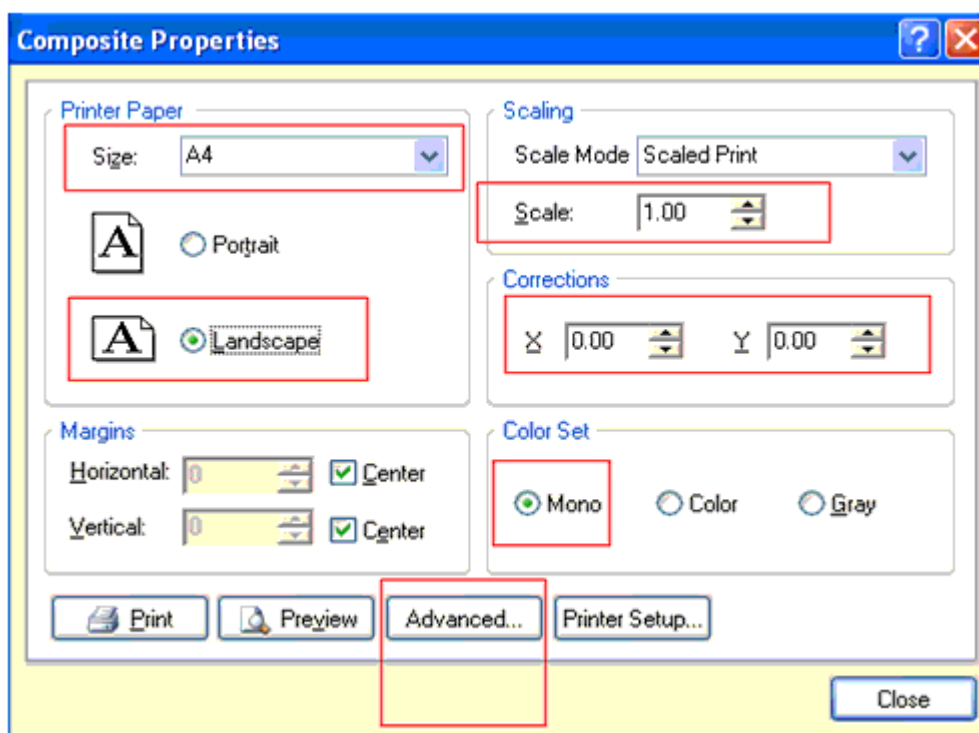 Composite Properties
?
Printer Paper
Size: A4
A Portrait
A Landscape
Scaling
Scale Mode Scaled Print
Scale: 1.00
Corrections
X 0.00 Y 0.00
Margins
Horizontal: 0 Center
Vertical: 0 Center
Color Set
Mono Color Gray
Print Preview Advanced... Printer Setup...
Close